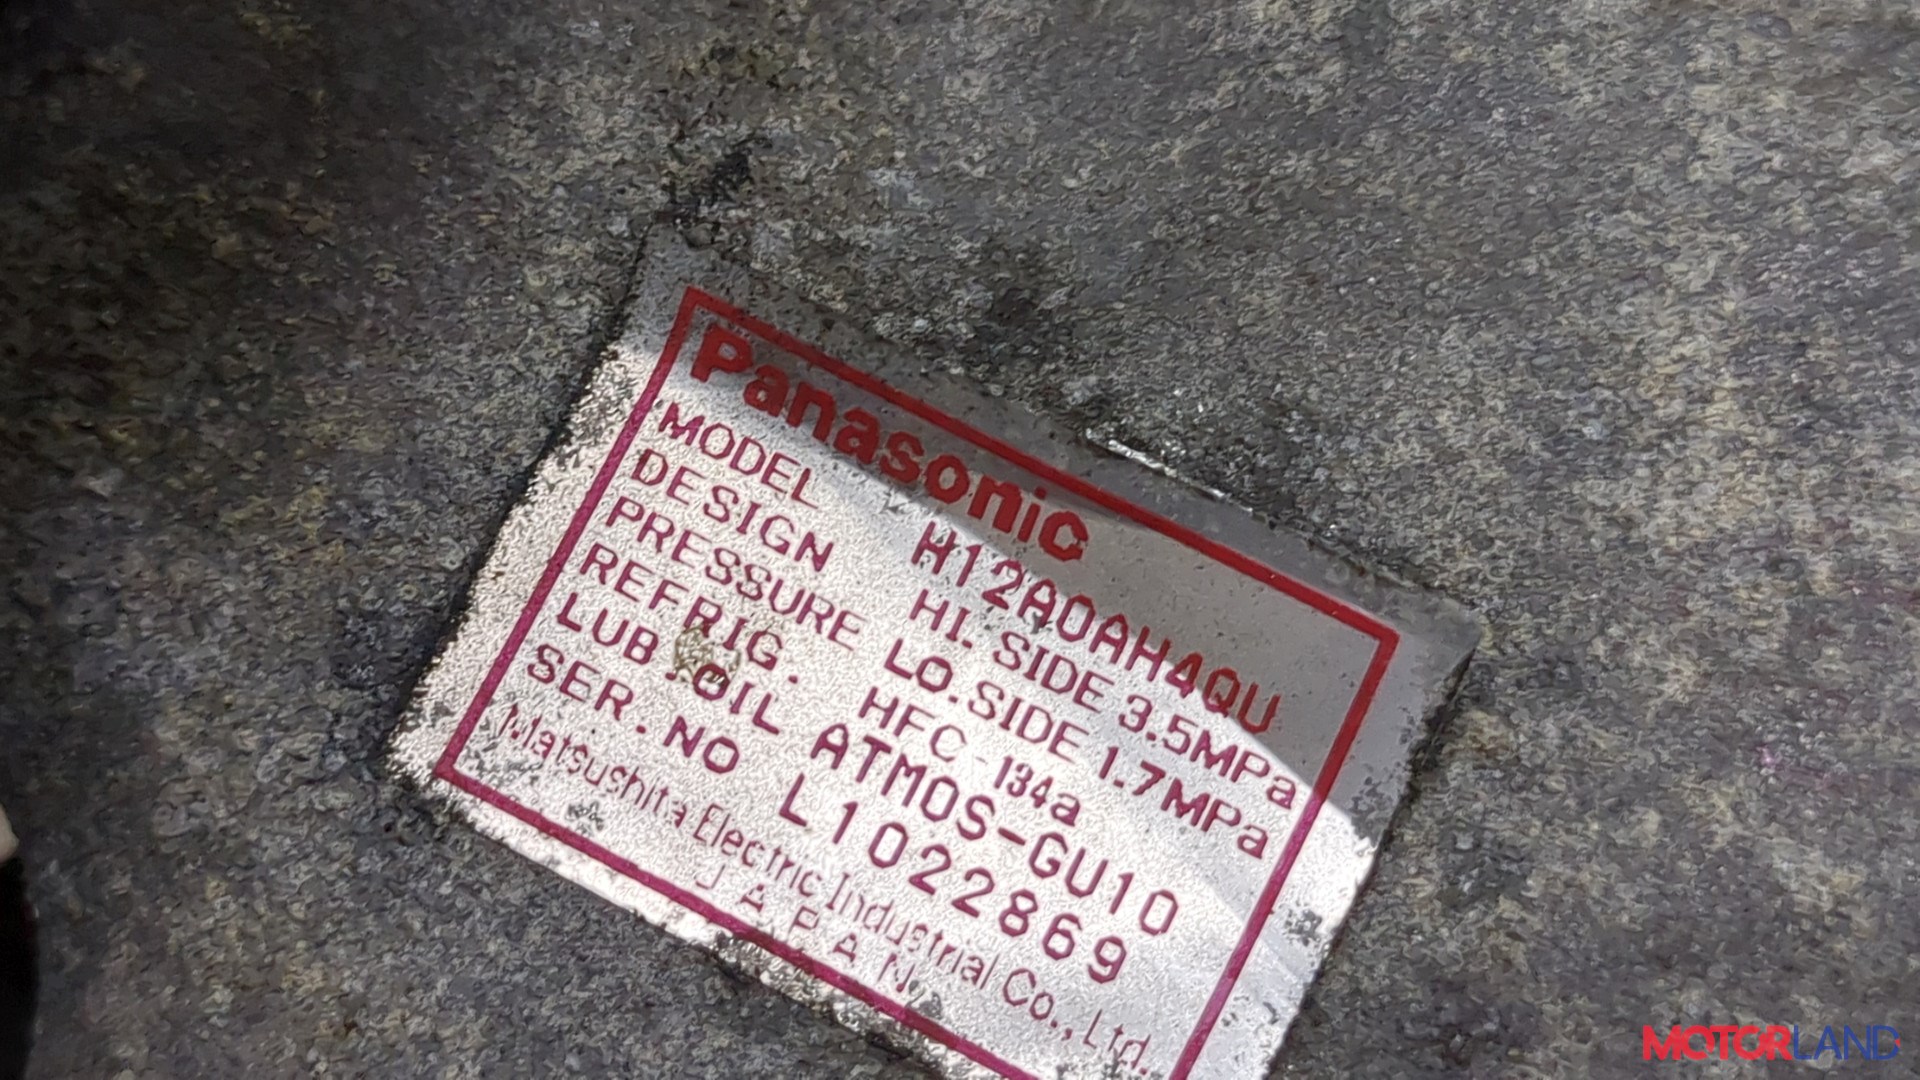 Panasonic
MODEL H12A0AH4QU
DESIGN HI. SIDE 3.5MPa
PRESSURE LO.SIDE 1.7MPa
REFRIG. HFC-134a
LUB.OIL ATMOS-GU10
SER.NO L1022869
Matsushita Electric Industrial Co., Ltd.
JAPAN
MOTORLAND